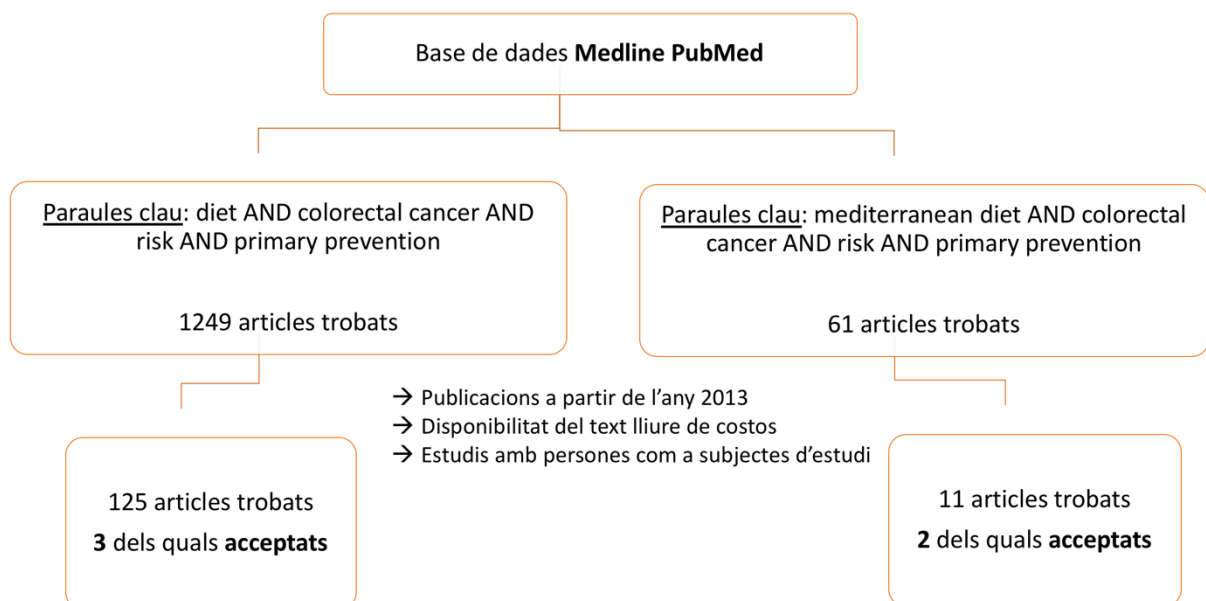 Base de dades Medline PubMed
Paraules clau: diet AND colorectal cancer AND
risk AND primary prevention
1249 articles trobats
Paraules clau: mediterranean diet AND colorectal
cancer AND risk AND primary prevention
61 articles trobats
→ Publicacions a partir de l’any 2013
→ Disponibilitat del text lliure de costos
→ Estudis amb persones com a subjectes d’estudi
125 articles trobats
3 dels quals acceptats
11 articles trobats
2 dels quals acceptats